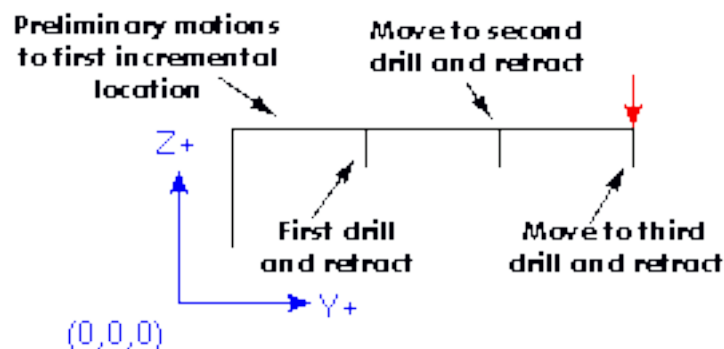 Preliminary motions
to first incremental
location
Move to second
drill and retract
Z+
First drill
and retract
Move to third
drill and retract
Y+
(0,0,0)